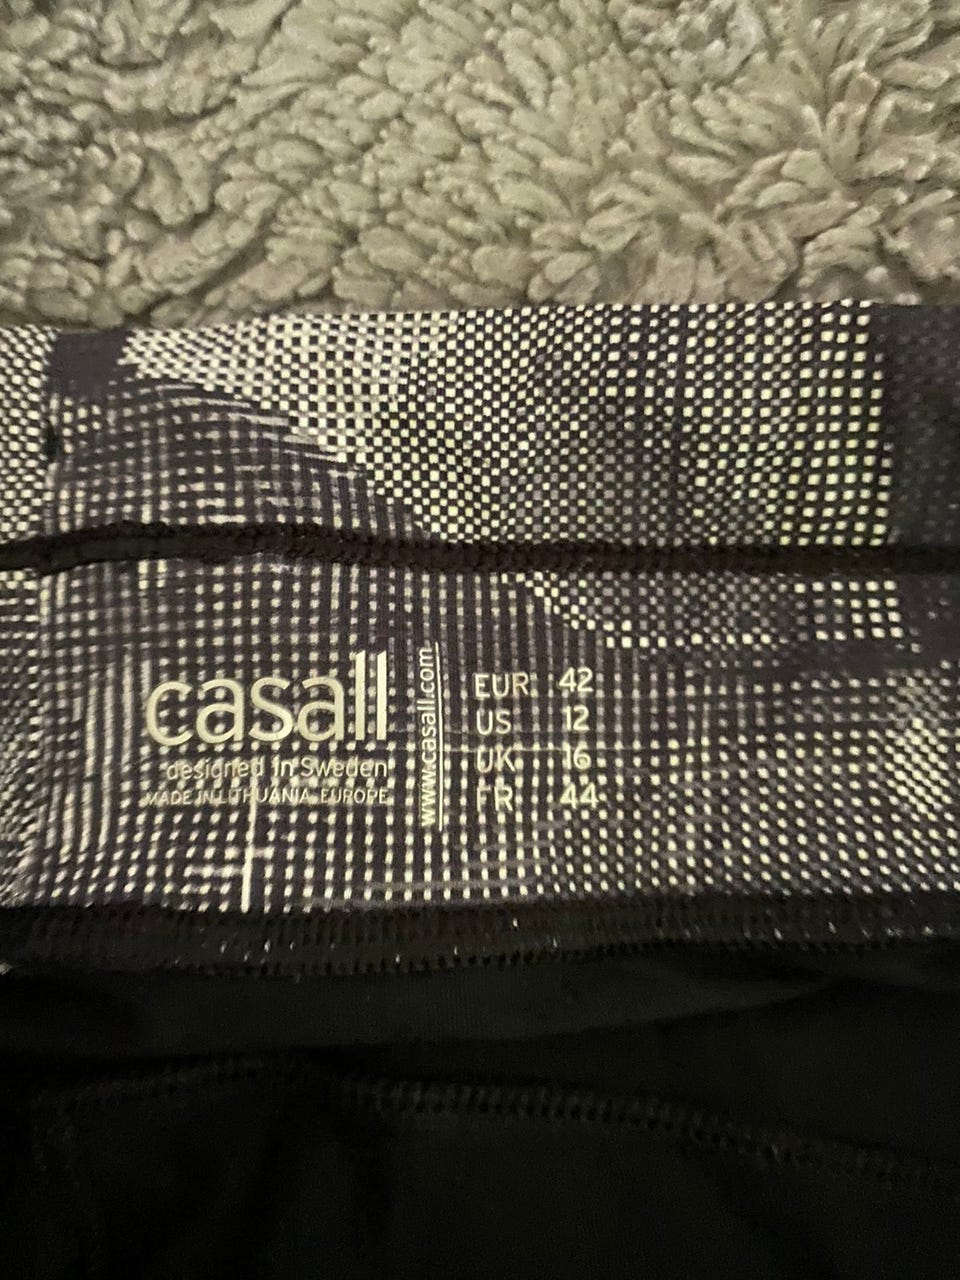 casall
designed in Sweden
MADE IN LITHUANIA, EUROPE
www.casall.com
EUR 42
US 12
UK 16
FR 44